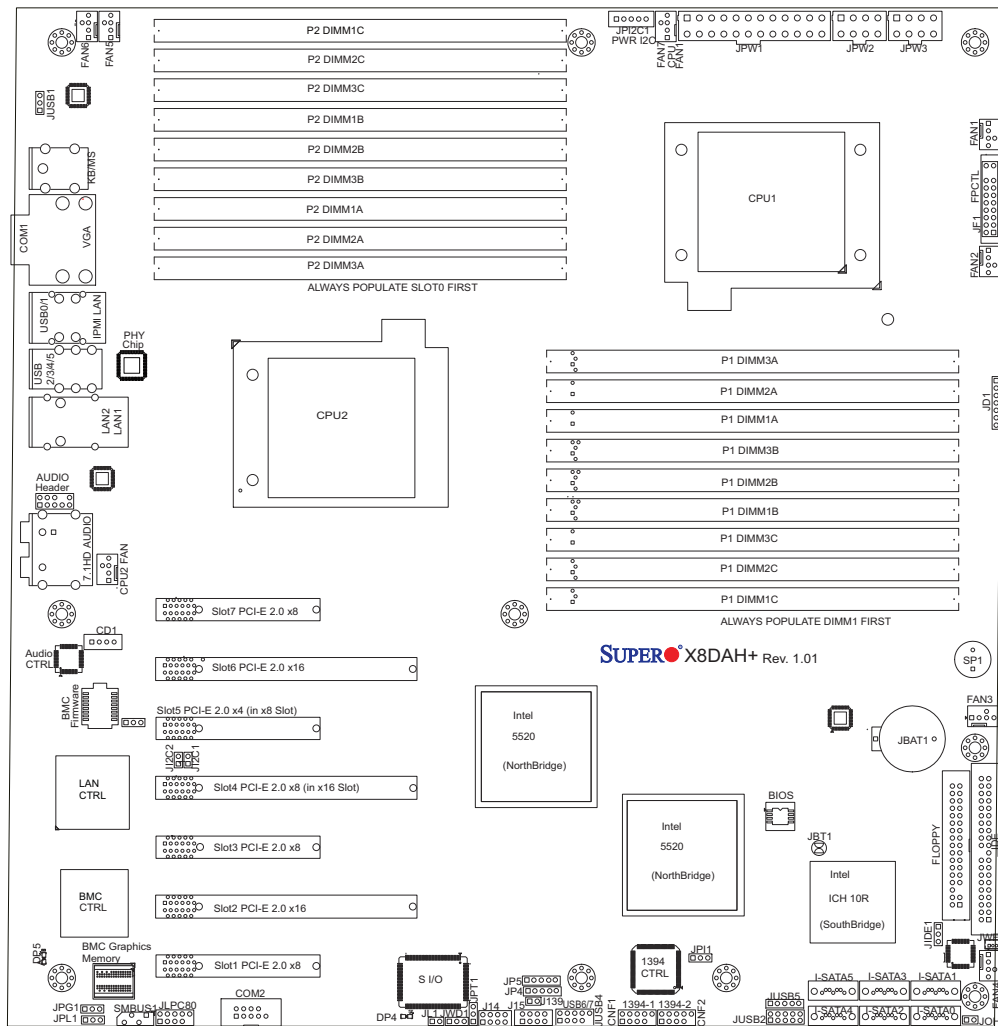 FAN6
FAN5
P2 DIMM1C
P2 DIMM2C
P2 DIMM3C
P2 DIMM1B
P2 DIMM2B
P2 DIMM3B
P2 DIMM1A
P2 DIMM2A
P2 DIMM3A
ALWAYS POPULATE SLOT0 FIRST
JPI2C1
PWR I2C
FAN7
CPU1
FAN1
JPW1
JPW2
JPW3
JUSB1
KB/MS
COM1
VGA
USB0/1
IPMI LAN
USB
2/3/4/5
PHY
Chip
LAN2
LAN1
CPU1
FAN1
FPCTL
JF1
FAN2
CPU2
P1 DIMM3A
P1 DIMM2A
P1 DIMM1A
P1 DIMM3B
P1 DIMM2B
P1 DIMM1B
P1 DIMM3C
P1 DIMM2C
P1 DIMM1C
ALWAYS POPULATE DIMM1 FIRST
JD1
AUDIO
Header
7.1HD AUDIO
CPU2 FAN
CD1
Audio
CTRL
BMC
Firmware
Slot7 PCI-E 2.0 x8
Slot6 PCI-E 2.0 x16
Slot5 PCI-E 2.0 x4 (in x8 Slot)
JI2C2
JI2C1
Slot4 PCI-E 2.0 x8 (in x16 Slot)
Slot3 PCI-E 2.0 x8
Slot2 PCI-E 2.0 x16
Slot1 PCI-E 2.0 x8
SUPER X8DAH+ Rev. 1.01
SP1
FAN3
JBAT1
Intel
5520
(NorthBridge)
Intel
5520
(NorthBridge)
BIOS
JBT1
Intel
ICH 10R
(SouthBridge)
FLOPPY
JIDE1
LAN
CTRL
BMC
CTRL
DP5
BMC Graphics
Memory
JPG1
JPL1
SMBUS1
JLPC80
COM2
S I/O
DP4
JL1
JWD1
JPT1
J14
J15
JP5
JP4
J139
USB6/7
JUSB4
1394
CTRL
JPI1
CNF1
1394-1
1394-2
CNF2
JUSB5
JUSB2
I-SATA5
I-SATA3
I-SATA1
I-SATA4
I-SATA2
I-SATA0
FAN4